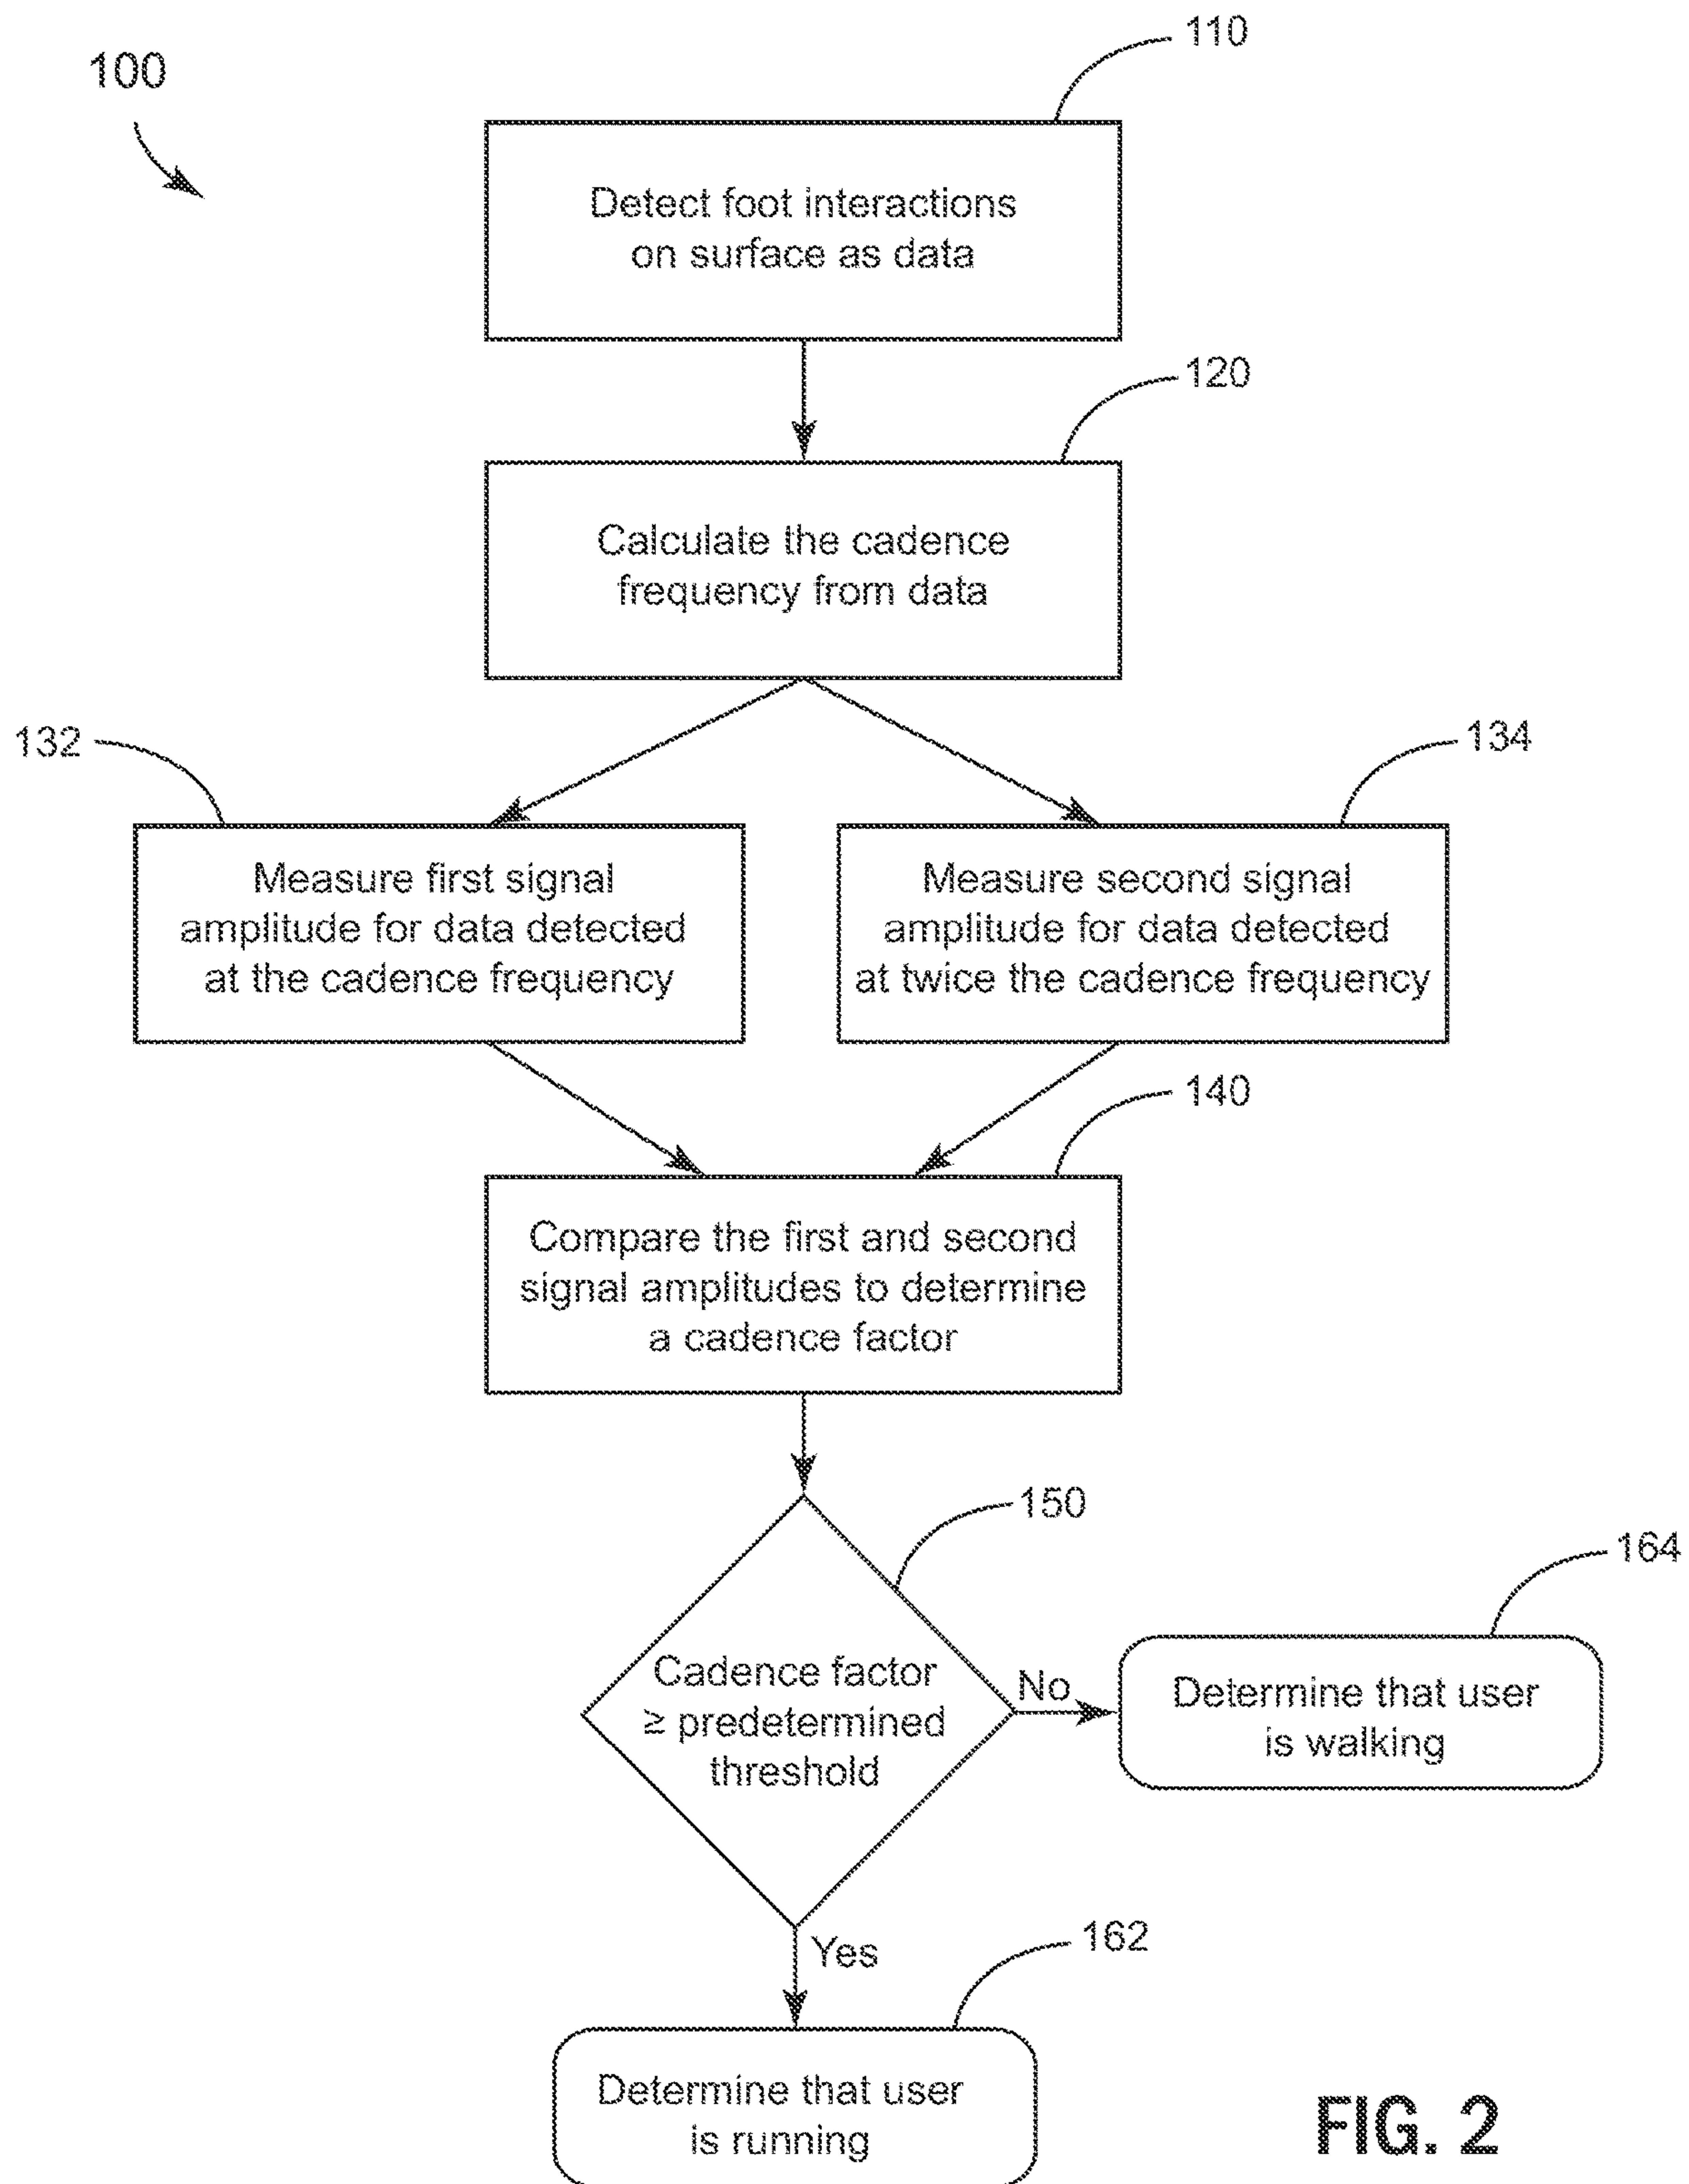 110
100
Detect foot interactions
on surface as data
120
Calculate the cadence
frequency from data
132
134
Measure first signal
amplitude for data detected
at the cadence frequency
Measure second signal
amplitude for data detected
at twice the cadence frequency
140
Compare the first and second
signal amplitudes to determine
a cadence factor
150
164
Cadence factor
≥ predetermined
threshold
No
Determine that user
is walking
Yes
162
Determine that user
is running
FIG. 2